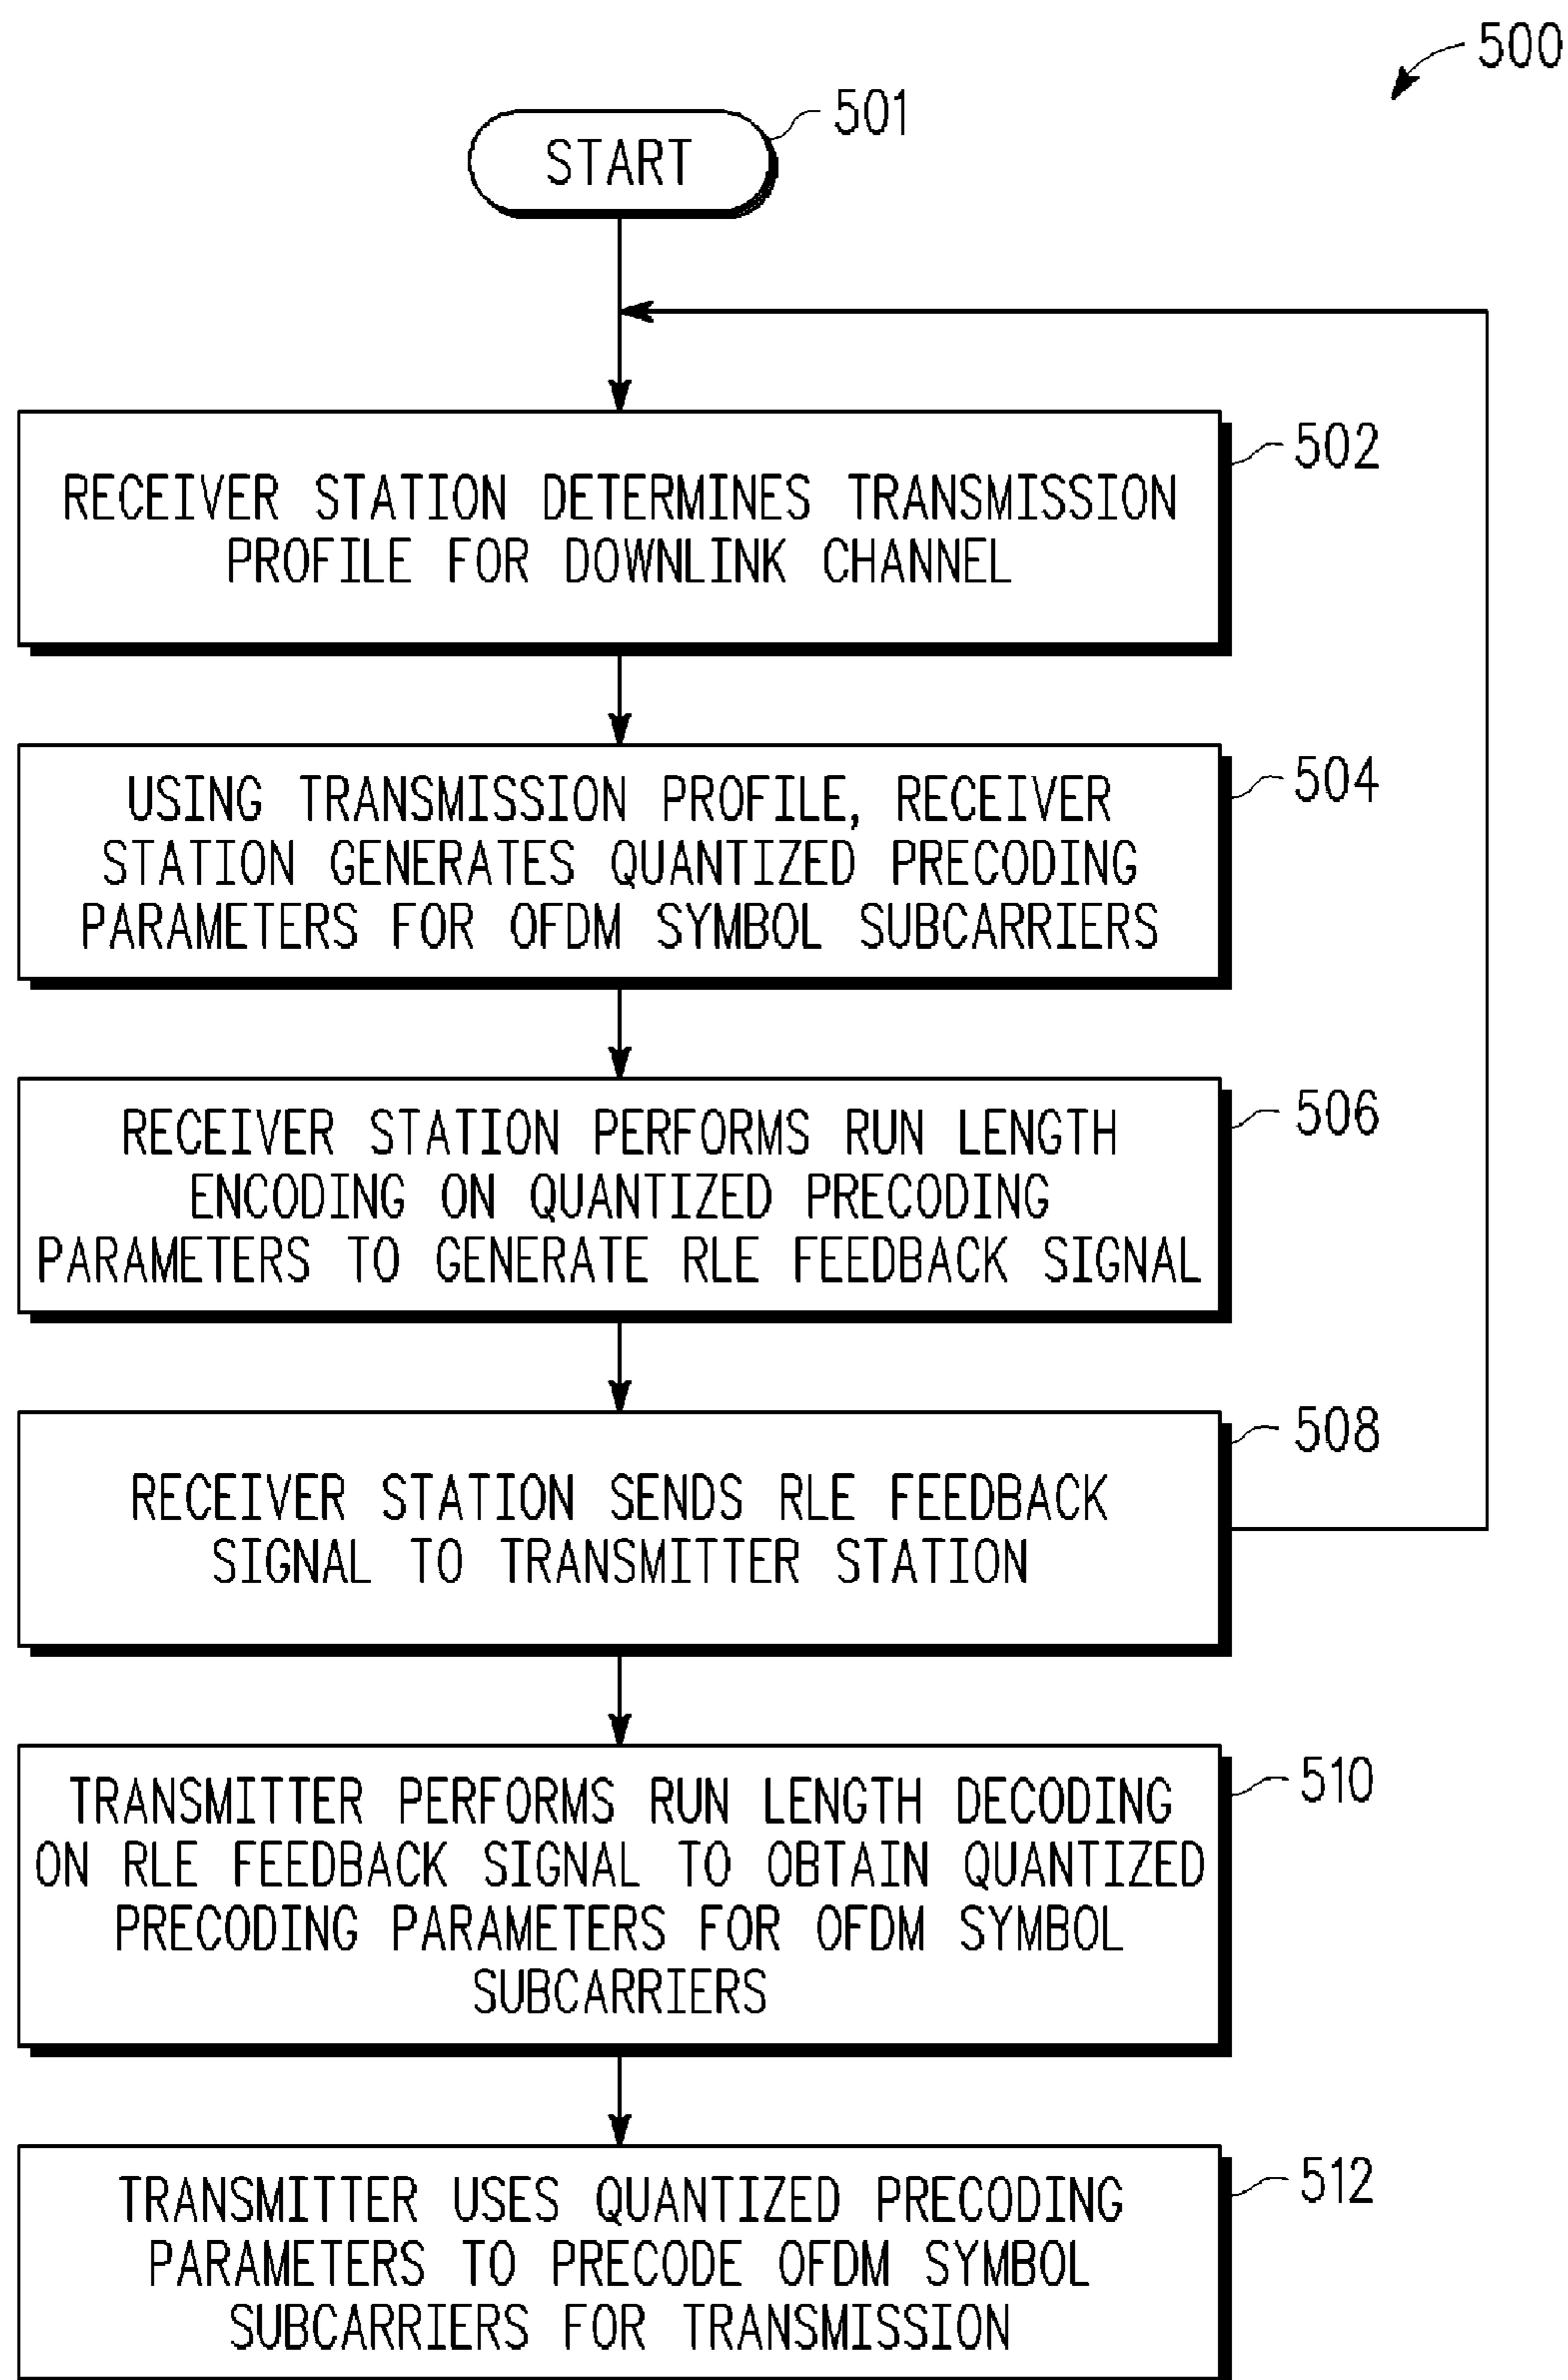 500
501
START
502
RECEIVER STATION DETERMINES TRANSMISSION
PROFILE FOR DOWNLINK CHANNEL
504
USING TRANSMISSION PROFILE, RECEIVER
STATION GENERATES QUANTIZED PRECODING
PARAMETERS FOR OFDM SYMBOL SUBCARRIERS
506
RECEIVER STATION PERFORMS RUN LENGTH
ENCODING ON QUANTIZED PRECODING
PARAMETERS TO GENERATE RLE FEEDBACK SIGNAL
508
RECEIVER STATION SENDS RLE FEEDBACK
SIGNAL TO TRANSMITTER STATION
510
TRANSMITTER PERFORMS RUN LENGTH DECODING
ON RLE FEEDBACK SIGNAL TO OBTAIN QUANTIZED
PRECODING PARAMETERS FOR OFDM SYMBOL
SUBCARRIERS
512
TRANSMITTER USES QUANTIZED PRECODING
PARAMETERS TO PRECODE OFDM SYMBOL
SUBCARRIERS FOR TRANSMISSION